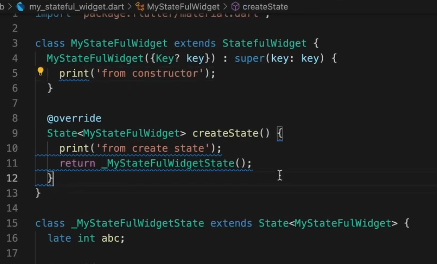 b > my_stateful_widget.dart > MyStateFulWidget > createState
1 import 'package:flutter/material.dart';
2
3 class MyStateFulWidget extends StatefulWidget {
4 MyStateFulWidget({Key? key}) : super(key: key) {
5 print('from constructor');
6 }
7
8 @override
9 State<MyStateFulWidget> createState() {
10 print('from create state');
11 return _MyStateFulWidgetState();
12 }
13 }
14
15 class _MyStateFulWidgetState extends State<MyStateFulWidget> {
16 late int abc;
17